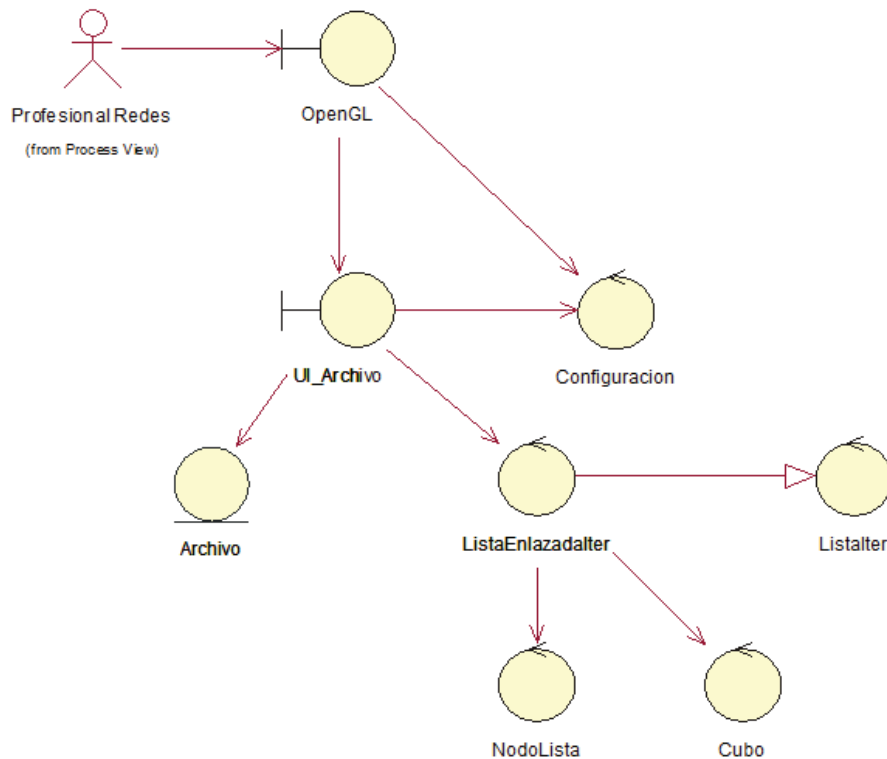 Profesional Redes
(from Process View)
OpenGL
UI_Archivo
Configuracion
Archivo
ListaEnlazadaIter
ListaIter
NodoLista
Cubo